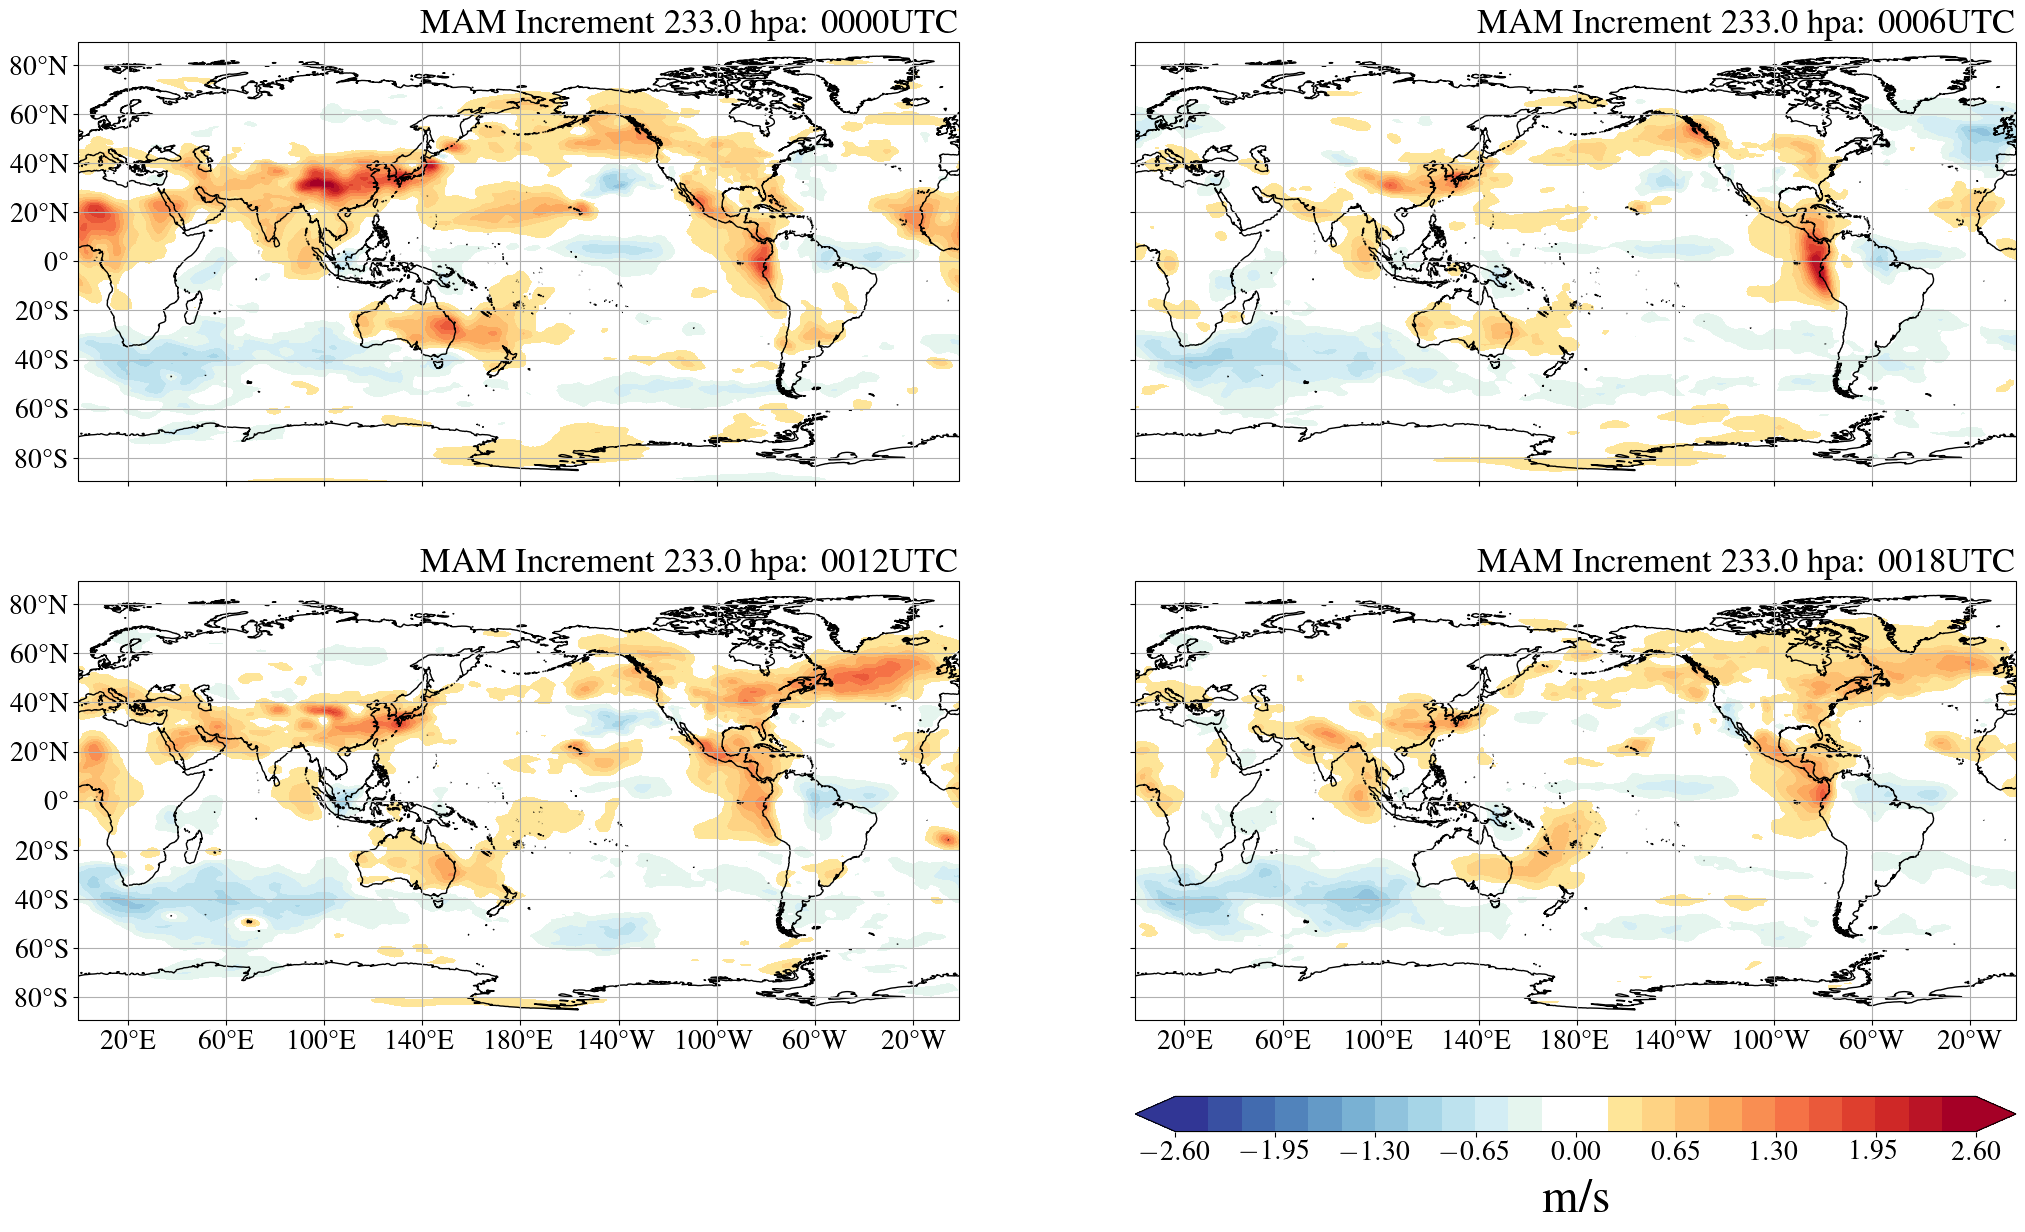 MAM Increment 233.0 hpa: 0000UTC
MAM Increment 233.0 hpa: 0006UTC
80°N
60°N
40°N
20°N
0°
20°S
40°S
60°S
80°S
MAM Increment 233.0 hpa: 0012UTC
MAM Increment 233.0 hpa: 0018UTC
80°N
60°N
40°N
20°N
0°
20°S
40°S
60°S
80°S
20°E 60°E 100°E 140°E 180°E 140°W 100°W 60°W 20°W
20°E 60°E 100°E 140°E 180°E 140°W 100°W 60°W 20°W
−2.60 −1.95 −1.30 −0.65 0.00 0.65 1.30 1.95 2.60
m/s